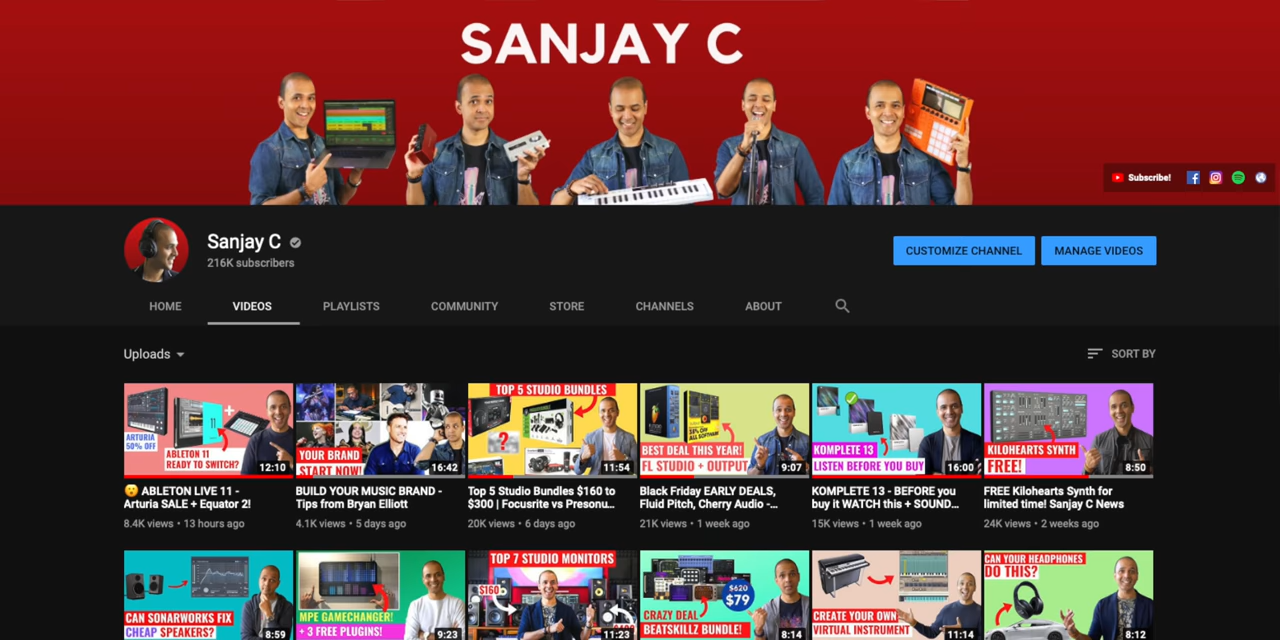 SANJAY C
Subscribe!
Sanjay C
216K subscribers
CUSTOMIZE CHANNEL
MANAGE VIDEOS
HOME
VIDEOS
PLAYLISTS
COMMUNITY
STORE
CHANNELS
ABOUT
Uploads
SORT BY
ARTURIA
50% OFF
11
ABLETON 11
READY TO SWITCH?
12:10
YOUR BRAND
START NOW!
16:42
TOP 5 STUDIO BUNDLES
?
11:54
BEST DEAL THIS YEAR!
FL STUDIO + OUTPUT
9:07
KOMPLETE 13
LISTEN BEFORE YOU BUY
16:00
KILOHEARTS SYNTH
FREE!
8:50
😮 ABLETON LIVE 11 -
Arturia SALE + Equator 2!
8.4K views • 13 hours ago
BUILD YOUR MUSIC BRAND -
Tips from Bryan Elliott
4.1K views • 5 days ago
Top 5 Studio Bundles $160 to
$300 | Focusrite vs Presonu...
20K views • 6 days ago
Black Friday EARLY DEALS,
Fluid Pitch, Cherry Audio -...
21K views • 1 week ago
KOMPLETE 13 - BEFORE you
buy it WATCH this + SOUND...
15K views • 1 week ago
FREE Kilohearts Synth for
limited time! Sanjay C News
24K views • 2 weeks ago
CAN SONARWORKS FIX
CHEAP SPEAKERS?
8:59
MPE GAMECHANGER!
+ 3 FREE PLUGINS!
9:23
TOP 7 STUDIO MONITORS
$160
11:23
$620
$79
CRAZY DEAL
BEATSKILLZ BUNDLE!
8:14
CREATE YOUR OWN
VIRTUAL INSTRUMENT
11:14
CAN YOUR HEADPHONES
DO THIS?
8:12